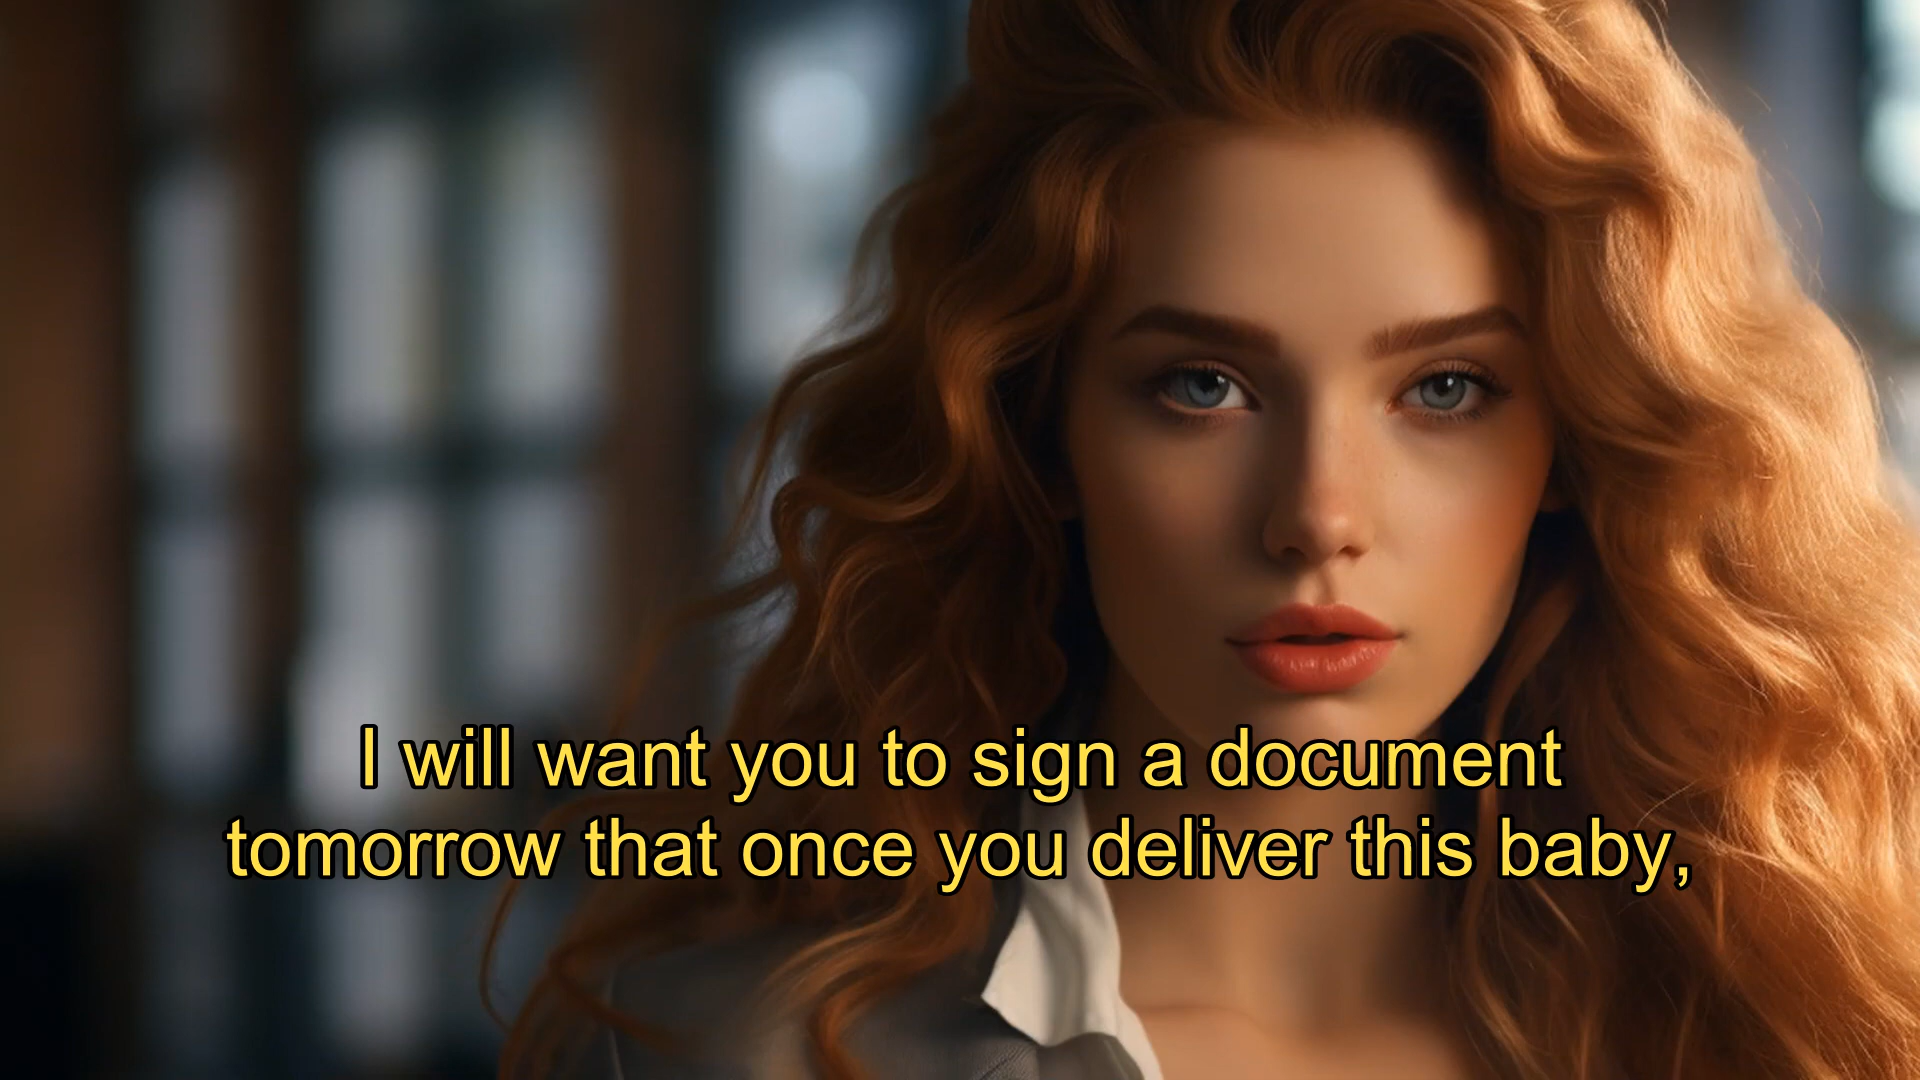 I will want you to sign a document
tomorrow that once you deliver this baby,